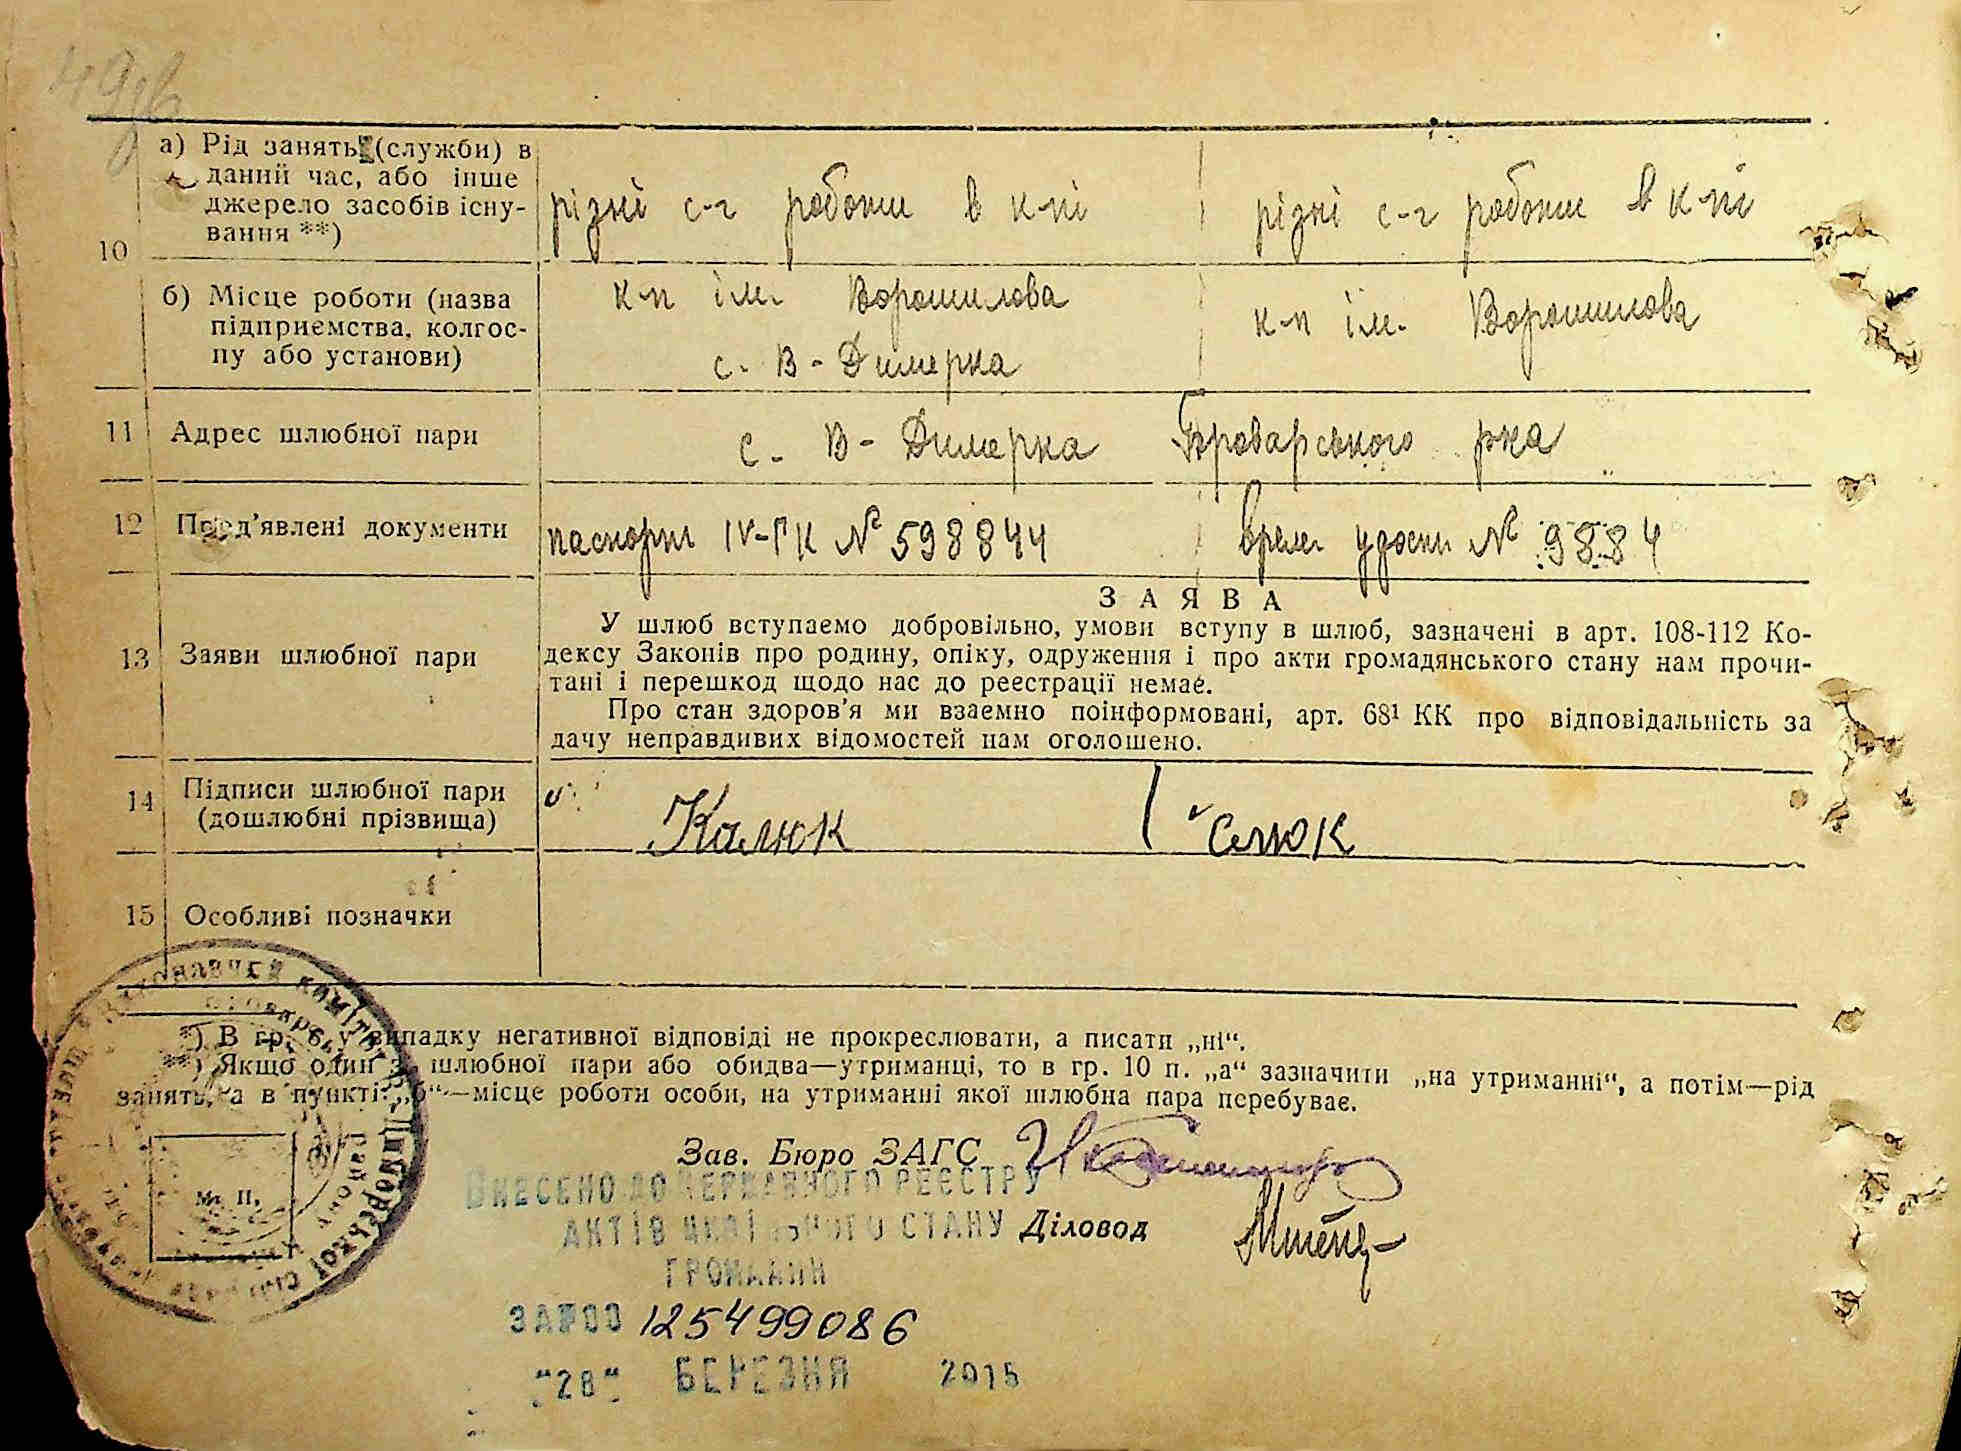 а) Рід занять (служби) в
даний час, або інше
джерело засобів існу-
вання **)
різні с-г роботи в к-пі
різні с-г роботи в к-пі
10
б) Місце роботи (назва
підприємства, колгос-
пу або установи)
к-п ім. Ворошилова
с. В-Димерка
к-п ім. Ворошилова
11 Адрес шлюбної пари
с. В-Димерка Броварського р-на
12 Пред'явлені документи
паспорт IV-ГК № 598844
врем. удост № 9884
13 Заяви шлюбної пари
ЗАЯВА
У шлюб вступаємо добровільно, умови вступу в шлюб, зазначені в арт. 108-112 Ко-
дексу Законів про родину, опіку, одруження і про акти громадянського стану нам прочи-
тані і перешкод щодо нас до реєстрації немає.
Про стан здоров'я ми взаємно поінформовані, арт. 68¹ КК про відповідальність за
дачу неправдивих відомостей нам оголошено.
14 Підписи шлюбної пари
(дошлюбні прізвища)
Калюк
Селюк
15 Особливі позначки
*) В гр. 6, у випадку негативної відповіді не прокреслювати, а писати „ні“.
**) Якщо один з шлюбної пари або обидва—утриманці, то в гр. 10 п. „а“ зазначити „на утриманні“, а потім—рід
занять, а в пункті „б“—місце роботи особи, на утриманні якої шлюбна пара перебуває.
М. П.
Зав. Бюро ЗАГС
ВНЕСЕНО ДО ДЕРЖАВНОГО РЕЄСТРУ
АКТІВ ЦИВІЛЬНОГО СТАНУ
Діловод
ГРОМАДЯН
ЗА №00 125499086
"28" БЕРЕЗНЯ 2015